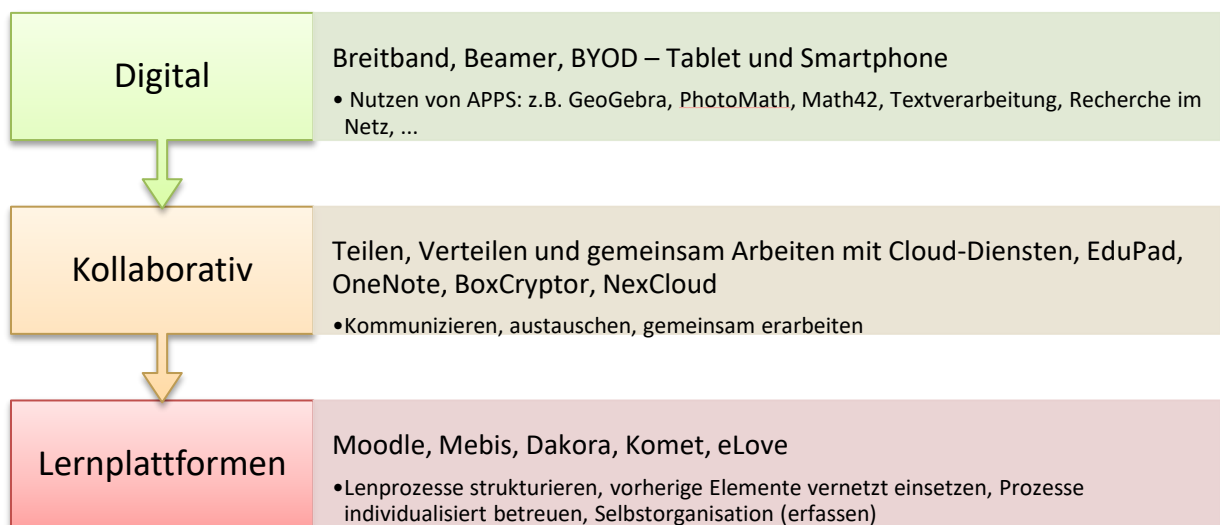 Digital
Breitband, Beamer, BYOD – Tablet und Smartphone
• Nutzen von APPS: z.B. GeoGebra, PhotoMath, Math42, Textverarbeitung, Recherche im
Netz, ...
Kollaborativ
Teilen, Verteilen und gemeinsam Arbeiten mit Cloud-Diensten, EduPad,
OneNote, BoxCryptor, NexCloud
•Kommunizieren, austauschen, gemeinsam erarbeiten
Lernplattformen
Moodle, Mebis, Dakora, Komet, eLove
•Lenprozesse strukturieren, vorherige Elemente vernetzt einsetzen, Prozesse
individualisiert betreuen, Selbstorganisation (erfassen)